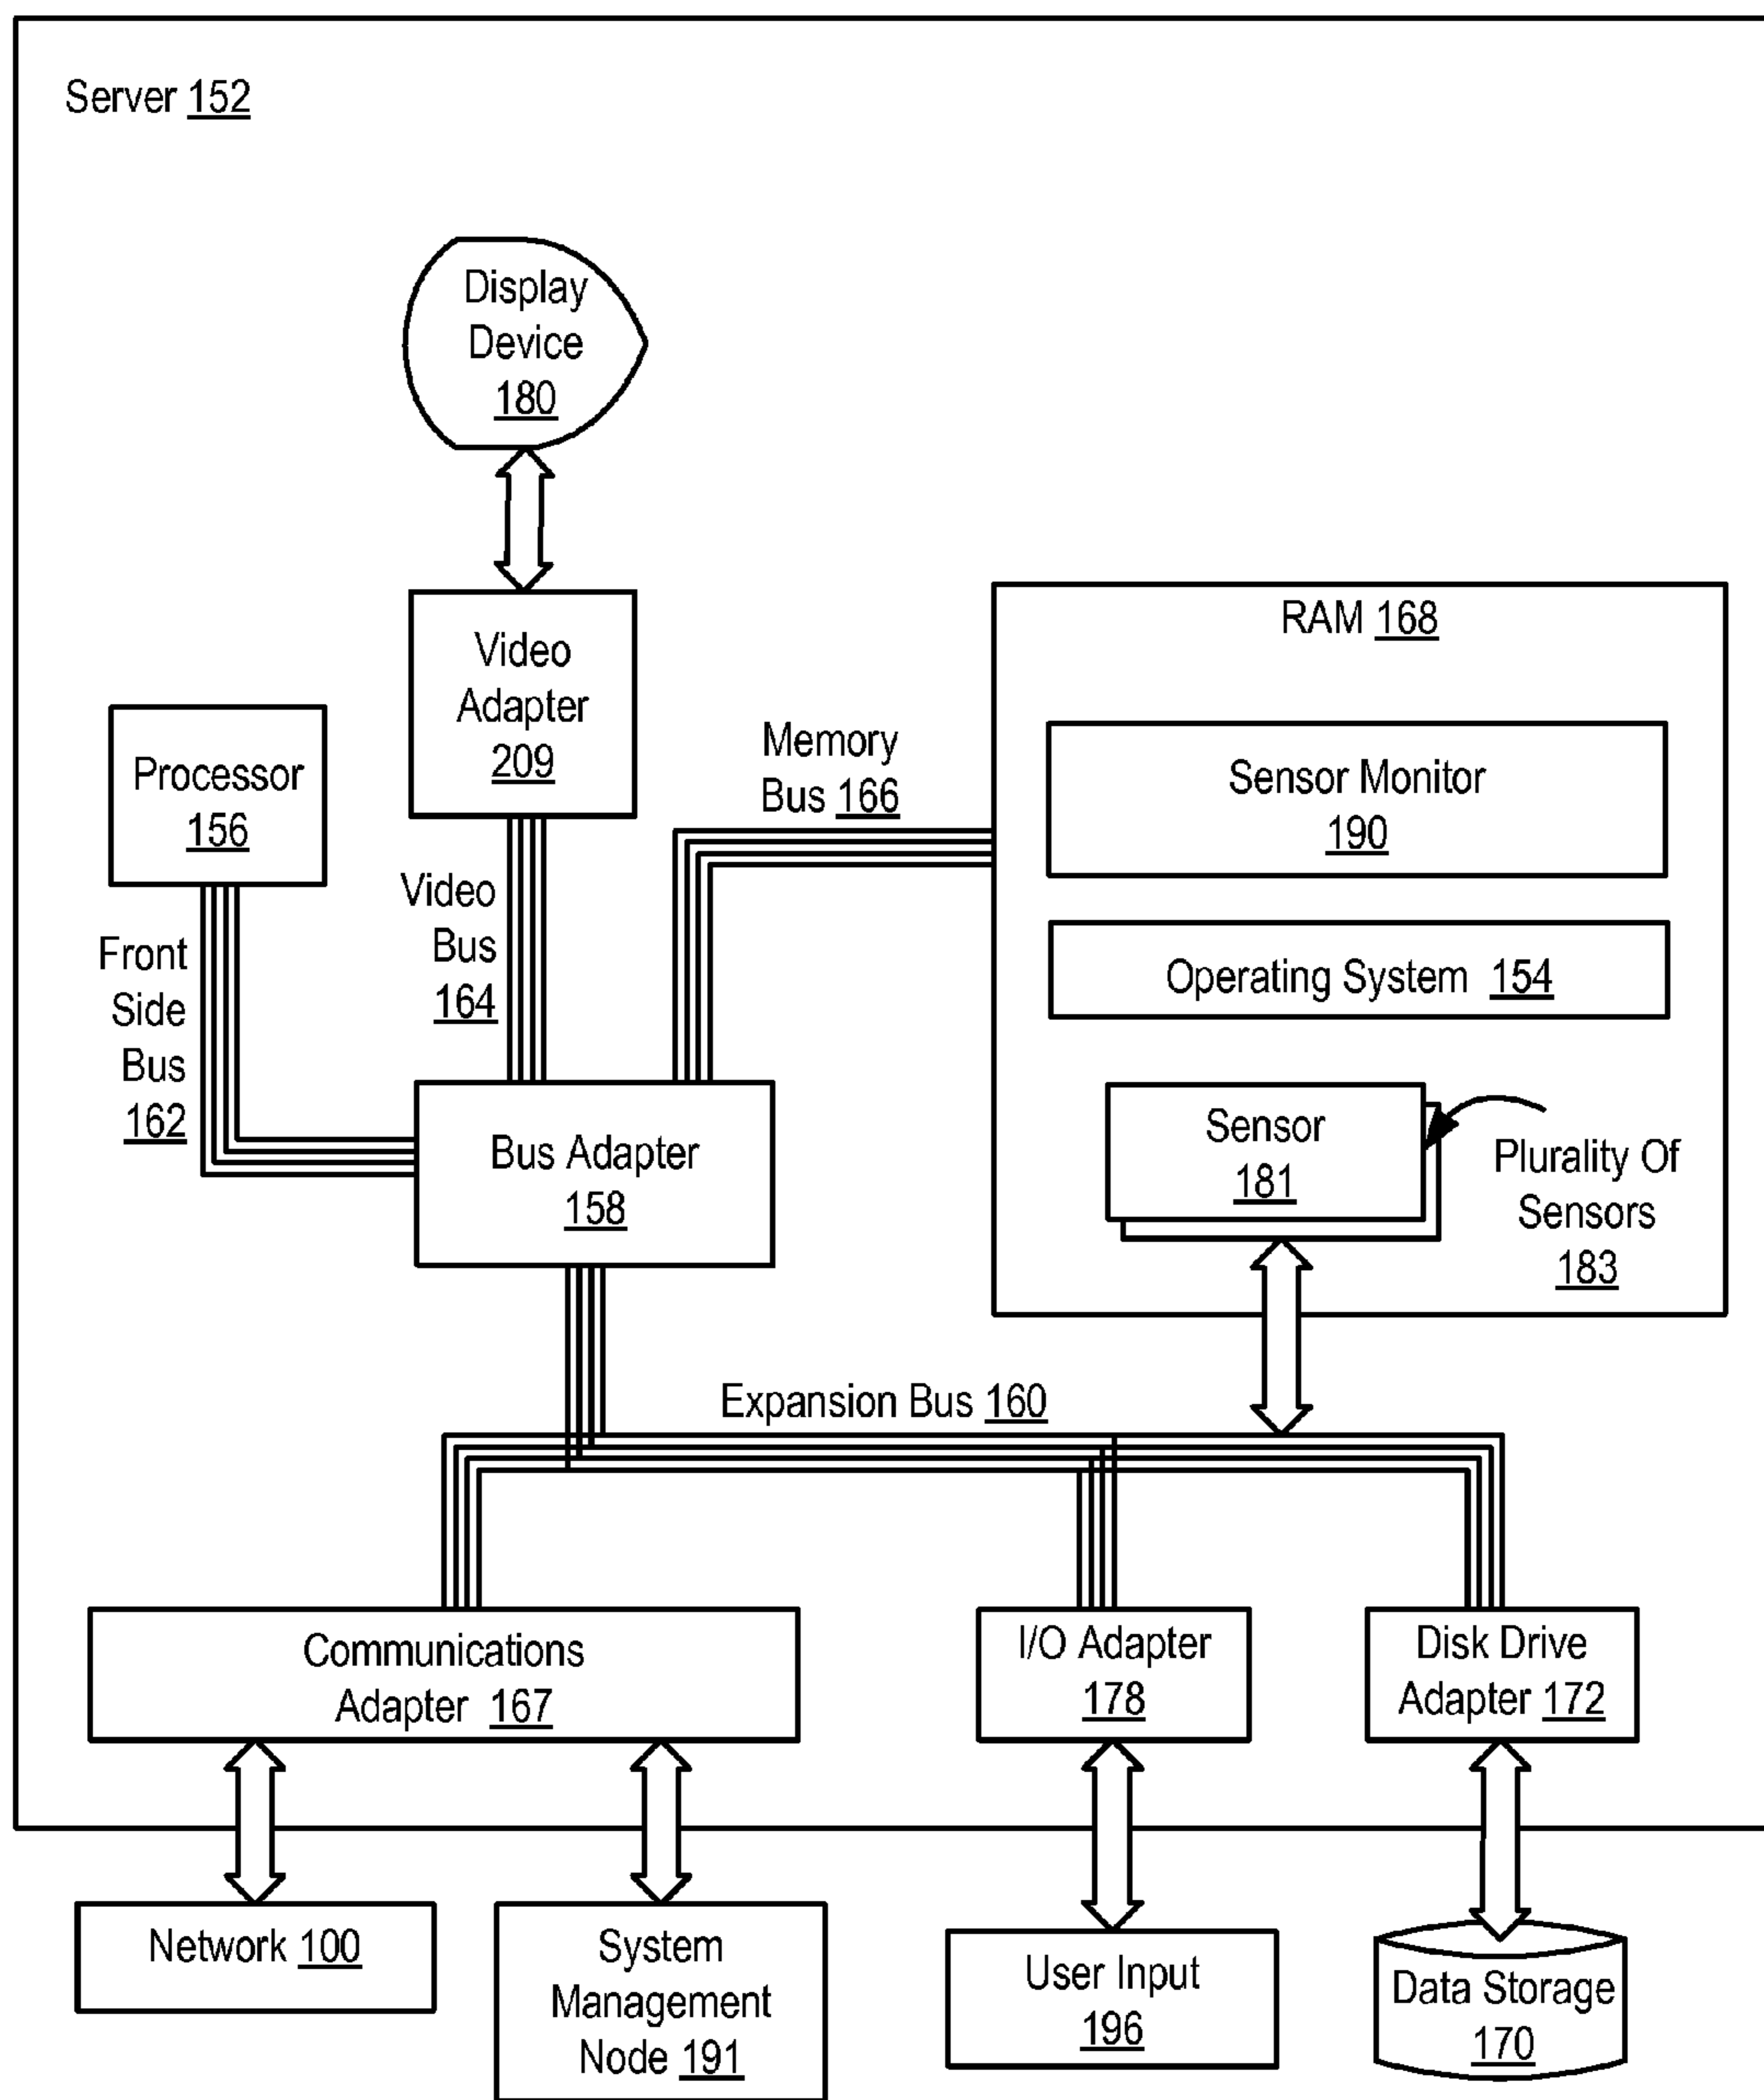 Server 152
Display
Device
180
Video
Adapter
209
Processor
156
Memory
Bus 166
RAM 168
Sensor Monitor
190
Operating System 154
Sensor
181
Plurality Of
Sensors
183
Video
Bus
164
Front
Side
Bus
162
Bus Adapter
158
Expansion Bus 160
Communications
Adapter 167
I/O Adapter
178
Disk Drive
Adapter 172
Network 100
System
Management
Node 191
User Input
196
Data Storage
170